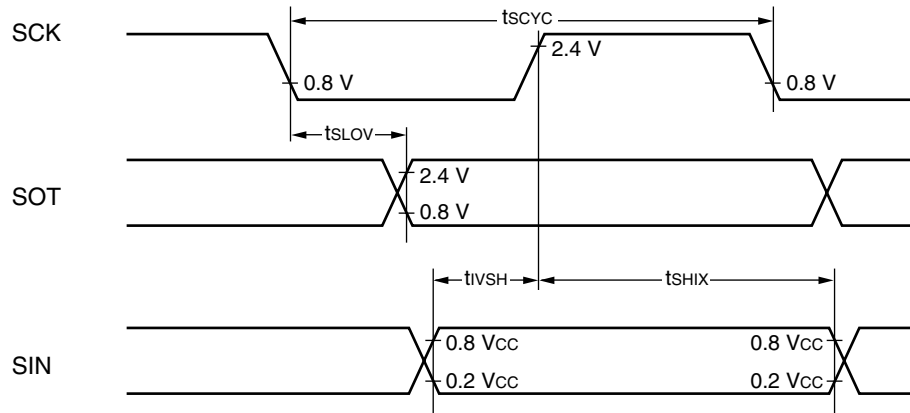 tSCYC
SCK
2.4 V
0.8 V
0.8 V
tSLOV
2.4 V
SOT
0.8 V
tIVSH
tSHIX
0.8 VCC
0.8 VCC
SIN
0.2 VCC
0.2 VCC